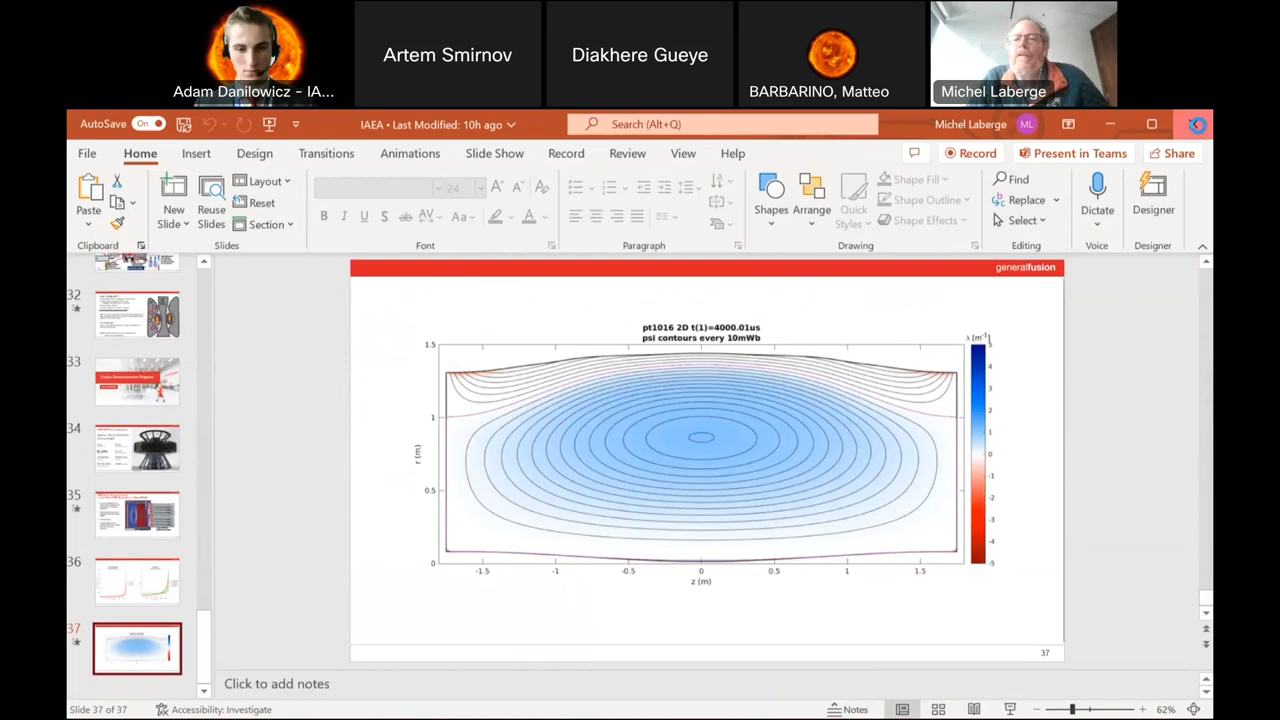 Adam Danilowicz - IA...
Artem Smirnov
Diakhere Gueye
BARBARINO, Matteo
Michel Laberge
AutoSave On
IAEA • Last Modified: 10h ago
Search (Alt+Q)
Michel Laberge ML
File Home Insert Design Transitions Animations Slide Show Record Review View Help
Record
Present in Teams
Share
Paste
New Slide
Reuse Slides
Layout
Reset
Section
24
B I U S ab AV Aa A
Shapes
Arrange
Quick Styles
Shape Fill
Shape Outline
Shape Effects
Find
Replace
Select
Dictate
Designer
Clipboard
Slides
Font
Paragraph
Drawing
Editing
Voice
Designer
32
33
34
35
36
37
generalfusion
pt1016 2D t(1)=4000.01us
psi contours every 10mWb
λ [m⁻¹]
1.5
1
0.5
0
r (m)
-1.5 -1 -0.5 0 0.5 1 1.5
z (m)
5
4
3
2
1
0
-1
-2
-3
-4
-5
37
Click to add notes
Slide 37 of 37
Accessibility: Investigate
Notes
62%